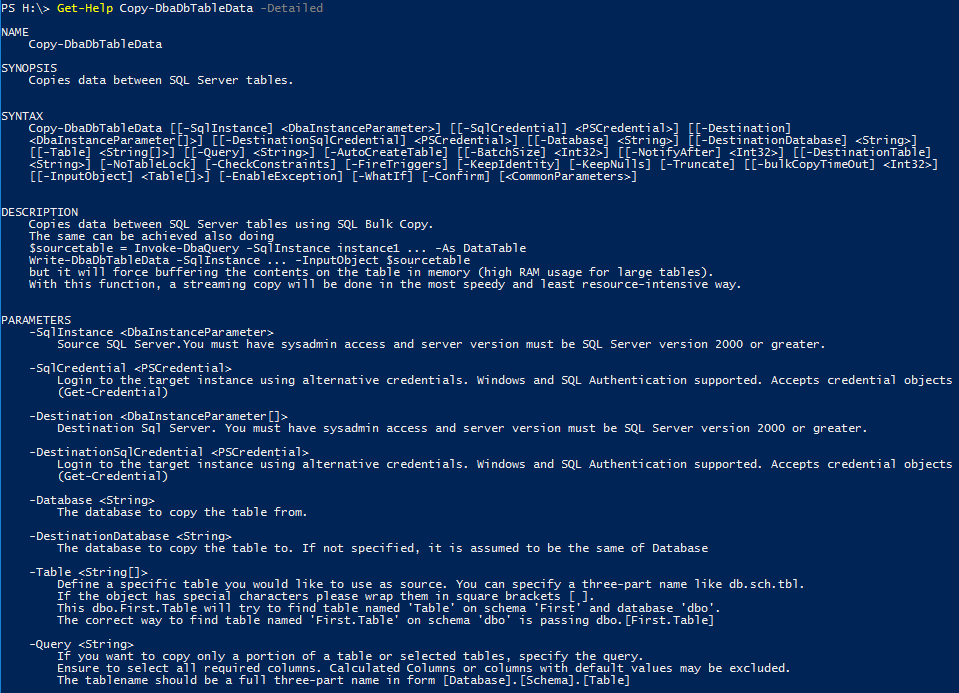 PS H:\> Get-Help Copy-DbaDbTableData -Detailed
NAME
Copy-DbaDbTableData
SYNOPSIS
Copies data between SQL Server tables.
SYNTAX
Copy-DbaDbTableData [[-SqlInstance] <DbaInstanceParameter>] [[-SqlCredential] <PSCredential>] [[-Destination]
<DbaInstanceParameter[]>] [[-DestinationSqlCredential] <PSCredential>] [[-Database] <String>] [[-DestinationDatabase] <String>]
[[-Table] <String[]>] [[-Query] <String>] [-AutoCreateTable] [[-BatchSize] <Int32>] [[-NotifyAfter] <Int32>] [[-DestinationTable]
<String>] [-NoTableLock] [-CheckConstraints] [-FireTriggers] [-KeepIdentity] [-KeepNulls] [-Truncate] [[-bulkCopyTimeOut] <Int32>]
[[-InputObject] <Table[]>] [-EnableException] [-WhatIf] [-Confirm] [<CommonParameters>]
DESCRIPTION
Copies data between SQL Server tables using SQL Bulk Copy.
The same can be achieved also doing
$sourcetable = Invoke-DbaQuery -SqlInstance instance1 ... -As DataTable
Write-DbaDbTableData -SqlInstance ... -InputObject $sourcetable
but it will force buffering the contents on the table in memory (high RAM usage for large tables).
With this function, a streaming copy will be done in the most speedy and least resource-intensive way.
PARAMETERS
-SqlInstance <DbaInstanceParameter>
Source SQL Server.You must have sysadmin access and server version must be SQL Server version 2000 or greater.
-SqlCredential <PSCredential>
Login to the target instance using alternative credentials. Windows and SQL Authentication supported. Accepts credential objects
(Get-Credential)
-Destination <DbaInstanceParameter[]>
Destination Sql Server. You must have sysadmin access and server version must be SQL Server version 2000 or greater.
-DestinationSqlCredential <PSCredential>
Login to the target instance using alternative credentials. Windows and SQL Authentication supported. Accepts credential objects
(Get-Credential)
-Database <String>
The database to copy the table from.
-DestinationDatabase <String>
The database to copy the table to. If not specified, it is assumed to be the same of Database
-Table <String[]>
Define a specific table you would like to use as source. You can specify a three-part name like db.sch.tbl.
If the object has special characters please wrap them in square brackets [ ].
This dbo.First.Table will try to find table named 'Table' on schema 'First' and database 'dbo'.
The correct way to find table named 'First.Table' on schema 'dbo' is passing dbo.[First.Table]
-Query <String>
If you want to copy only a portion of a table or selected tables, specify the query.
Ensure to select all required columns. Calculated Columns or columns with default values may be excluded.
The tablename should be a full three-part name in form [Database].[Schema].[Table]